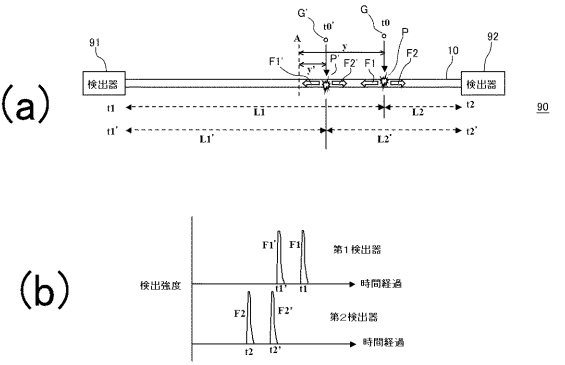 (a)
G' t0' G t0
A y P 92
91 y' P' 10
F1' F2' F1 F2
検出器 検出器
t1 L1 L2 t2
90
t1' L1' L2' t2'
(b)
検出強度
F1' F1 第1検出器
t1' t1 時間経過
F2 F2' 第2検出器
t2 t2' 時間経過